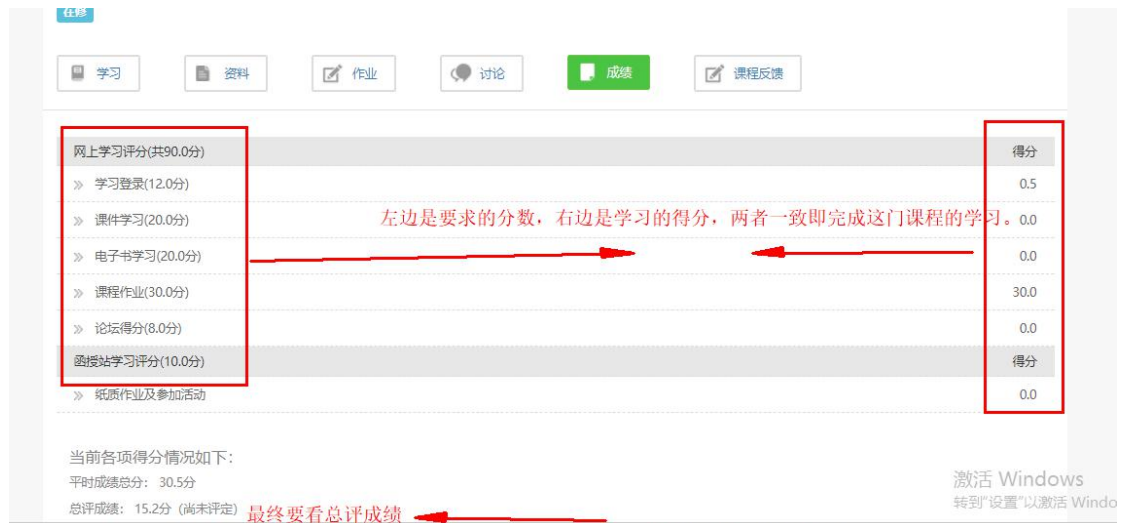 在修
学习 资料 作业 讨论 成绩 课程反馈
网上学习评分(共90.0分) 得分
» 学习登录(12.0分) 0.5
» 课件学习(20.0分) 0.0
左边是要求的分数，右边是学习的得分，两者一致即完成这门课程的学习。
» 电子书学习(20.0分) 0.0
» 课程作业(30.0分) 30.0
» 论坛得分(8.0分) 0.0
函授站学习评分(10.0分) 得分
» 纸质作业及参加活动 0.0
当前各项得分情况如下：
平时成绩总分： 30.5分
总评成绩： 15.2分（尚未评定）
最终要看总评成绩
激活 Windows
转到"设置"以激活 Windo